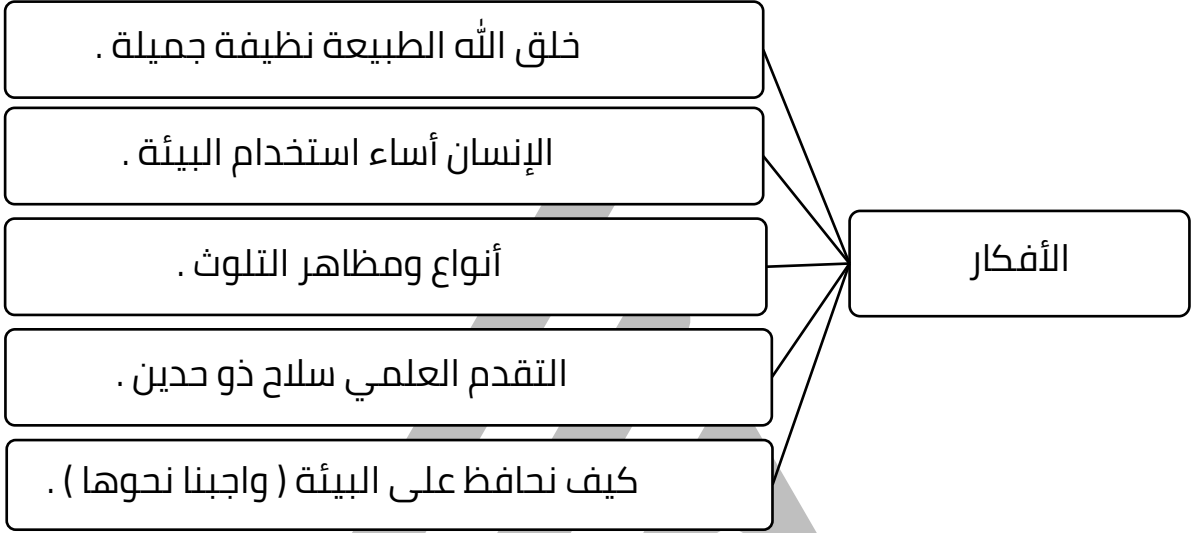 الأفكار
خلق الله الطبيعة نظيفة جميلة .
الإنسان أساء استخدام البيئة .
أنواع ومظاهر التلوث .
التقدم العلمي سلاح ذو حدين .
كيف نحافظ على البيئة ( واجبنا نحوها ) .